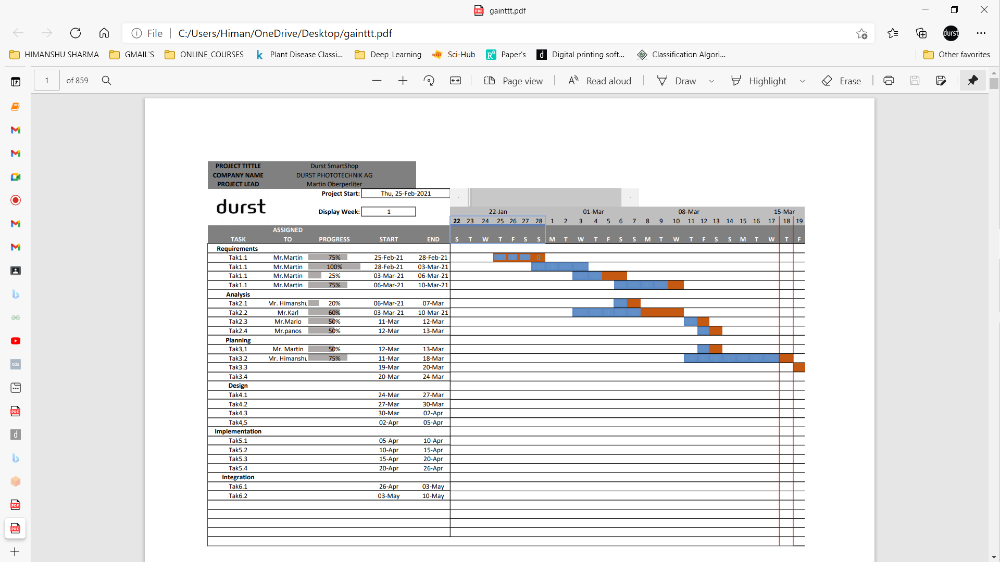 gainttt.pdf
File C:/Users/Himan/OneDrive/Desktop/gainttt.pdf durst
HIMANSHU SHARMA GMAIL'S ONLINE_COURSES Plant Disease Classi... Deep_Learning Sci-Hub Paper's Digital printing soft... Classification Algori... Other favorites
1 of 859 Page view Read aloud Draw Highlight Erase
PROJECT TITTLE Durst SmartShop
COMPANY NAME DURST PHOTOTECHNIK AG
PROJECT LEAD Martin Oberperliter
Project Start: Thu, 25-Feb-2021
durst
Display Week: 1 22-Jan 01-Mar 08-Mar 15-Mar
22 23 24 25 26 27 28 1 2 3 4 5 6 7 8 9 10 11 12 13 14 15 16 17 18 19
TASK ASSIGNED TO PROGRESS START END S T W T F S S M T W T F S S M T W T F S S M T W T F
Requirements
Tak1.1 Mr.Martin 75% 25-Feb-21 28-Feb-21 0
Tak1.1 Mr.Martin 100% 28-Feb-21 03-Mar-21
Tak1.1 Mr.Martin 25% 03-Mar-21 06-Mar-21
Tak1.1 Mr.Martin 75% 06-Mar-21 10-Mar-21
Analysis
Tak2.1 Mr. Himanshu 20% 06-Mar-21 07-Mar
Tak2.2 Mr.Karl 60% 03-Mar-21 10-Mar-21
Tak2.3 Mr.Mario 50% 11-Mar 12-Mar
Tak2.4 Mr.panos 50% 12-Mar 13-Mar
Planning
Tak3,1 Mr. Martin 50% 12-Mar 13-Mar
Tak3.2 Mr. Himanshu 75% 11-Mar 18-Mar
Tak3.3 19-Mar 20-Mar
Tak3.4 20-Mar 24-Mar
Design
Tak4.1 24-Mar 27-Mar
Tak4.2 27-Mar 30-Mar
Tak4.3 30-Mar 02-Apr
Tak4,5 02-Apr 05-Apr
Implementation
Tak5.1 05-Apr 10-Apr
Tak5.2 10-Apr 15-Apr
Tak5.3 15-Apr 20-Apr
Tak5.4 20-Apr 26-Apr
Integration
Tak6.1 26-Apr 03-May
Tak6.2 03-May 10-May